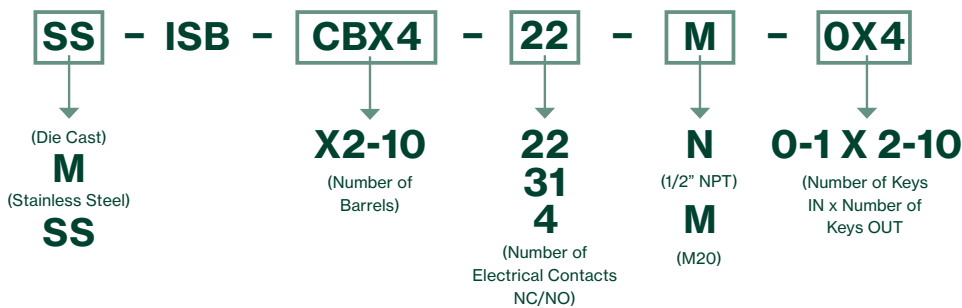 SS – ISB – CBX4 – 22 – M – 0X4
(Die Cast)
M
(Stainless Steel)
SS
X2-10
(Number of
Barrels)
22
31
4
(Number of
Electrical Contacts
NC/NO)
N
(1/2” NPT)
M
(M20)
0-1 X 2-10
(Number of Keys
IN x Number of
Keys OUT